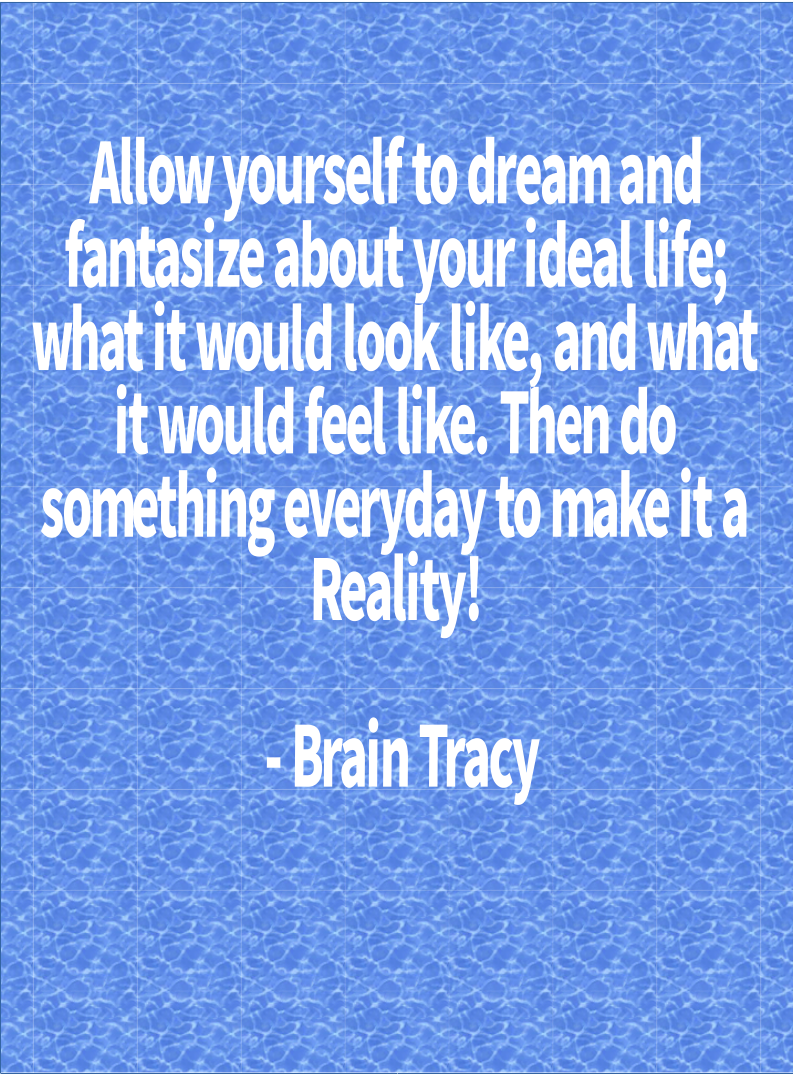 Allow yourself to dream and
fantasize about your ideal life;
what it would look like, and what
it would feel like. Then do
something everyday to make it a
Reality!
- Brain Tracy